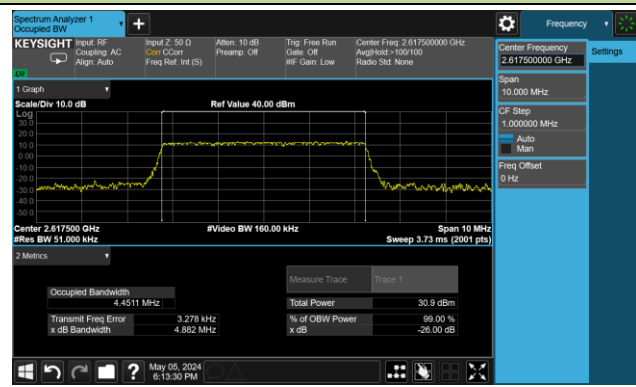 Spectrum Analyzer 1
Occupied BW
Frequency
KEYSIGHT
Input: RF
Coupling: AC
Align: Auto
Input Z: 50 Ω
Corr CCorr
Freq Ref: Int (S)
Atten: 10 dB
Preamp: Off
Trig: Free Run
Gate: Off
#IF Gain: Low
Center Freq: 2.617500000 GHz
Avg|Hold:>100/100
Radio Std: None
LXI
Center Frequency
2.617500000 GHz
Settings
Span
10.000 MHz
CF Step
1.000000 MHz
Auto
Man
Freq Offset
0 Hz
1 Graph
Scale/Div 10.0 dB
Ref Value 40.00 dBm
Log
30.0
20.0
10.0
0.00
-10.0
-20.0
-30.0
-40.0
-50.0
Center 2.617500 GHz
#Video BW 160.00 kHz
Span 10 MHz
#Res BW 51.000 kHz
Sweep 3.73 ms (2001 pts)
2 Metrics
Measure Trace
Trace 1
Occupied Bandwidth
4.4511 MHz
Total Power
30.9 dBm
Transmit Freq Error
3.278 kHz
% of OBW Power
99.00 %
x dB Bandwidth
4.882 MHz
x dB
-26.00 dB
?
May 05, 2024
6:13:30 PM